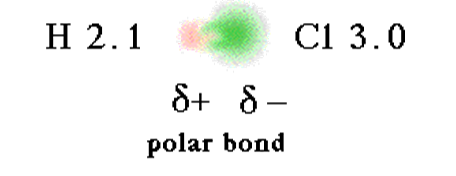 H 2.1 Cl 3.0
δ+ δ –
polar bond